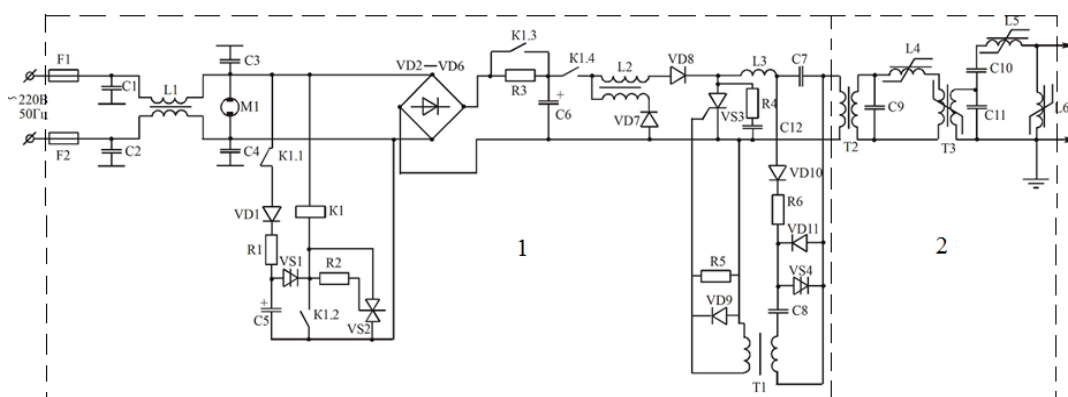 F1
~220В
50Гц
F2
C1
C2
L1
C3
M1
C4
K1.1
VD1
R1
VS1
C5
K1
R2
K1.2
VS2
VD2—VD6
K1.3
R3
C6
K1.4
L2
VD7
VD8
VS3
R4
C12
L3
C7
VD10
R6
VD11
VS4
C8
R5
VD9
T1
1
T2
C9
L4
T3
C10
C11
L5
L6
2